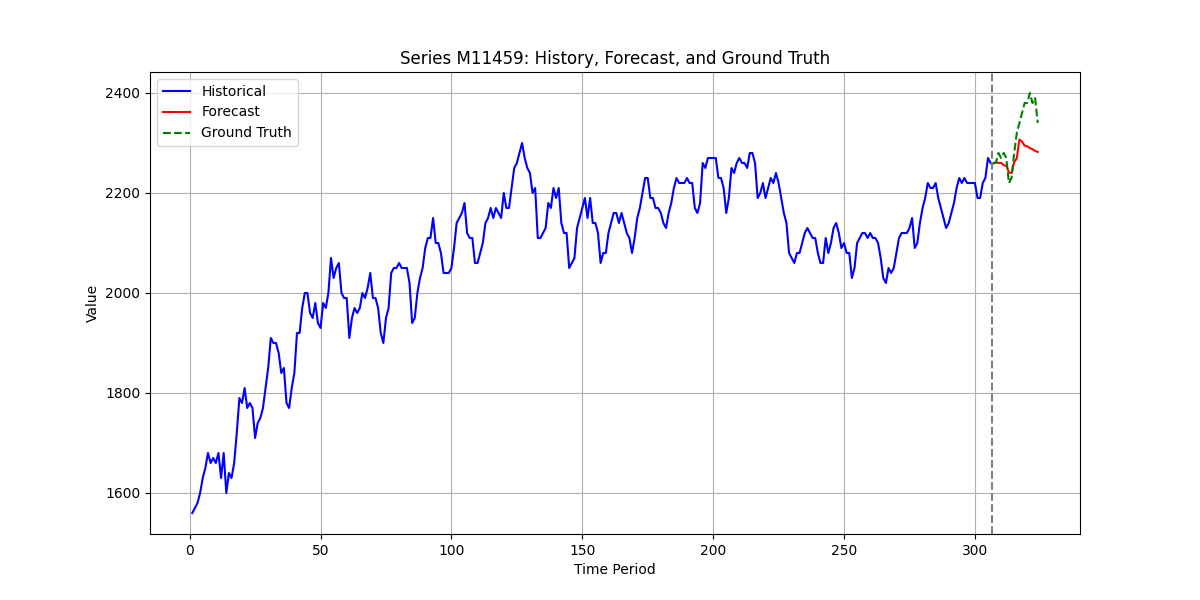 Series M11459: History, Forecast, and Ground Truth
Historical
Forecast
Ground Truth
Value
2400
2200
2000
1800
1600
0 50 100 150 200 250 300
Time Period